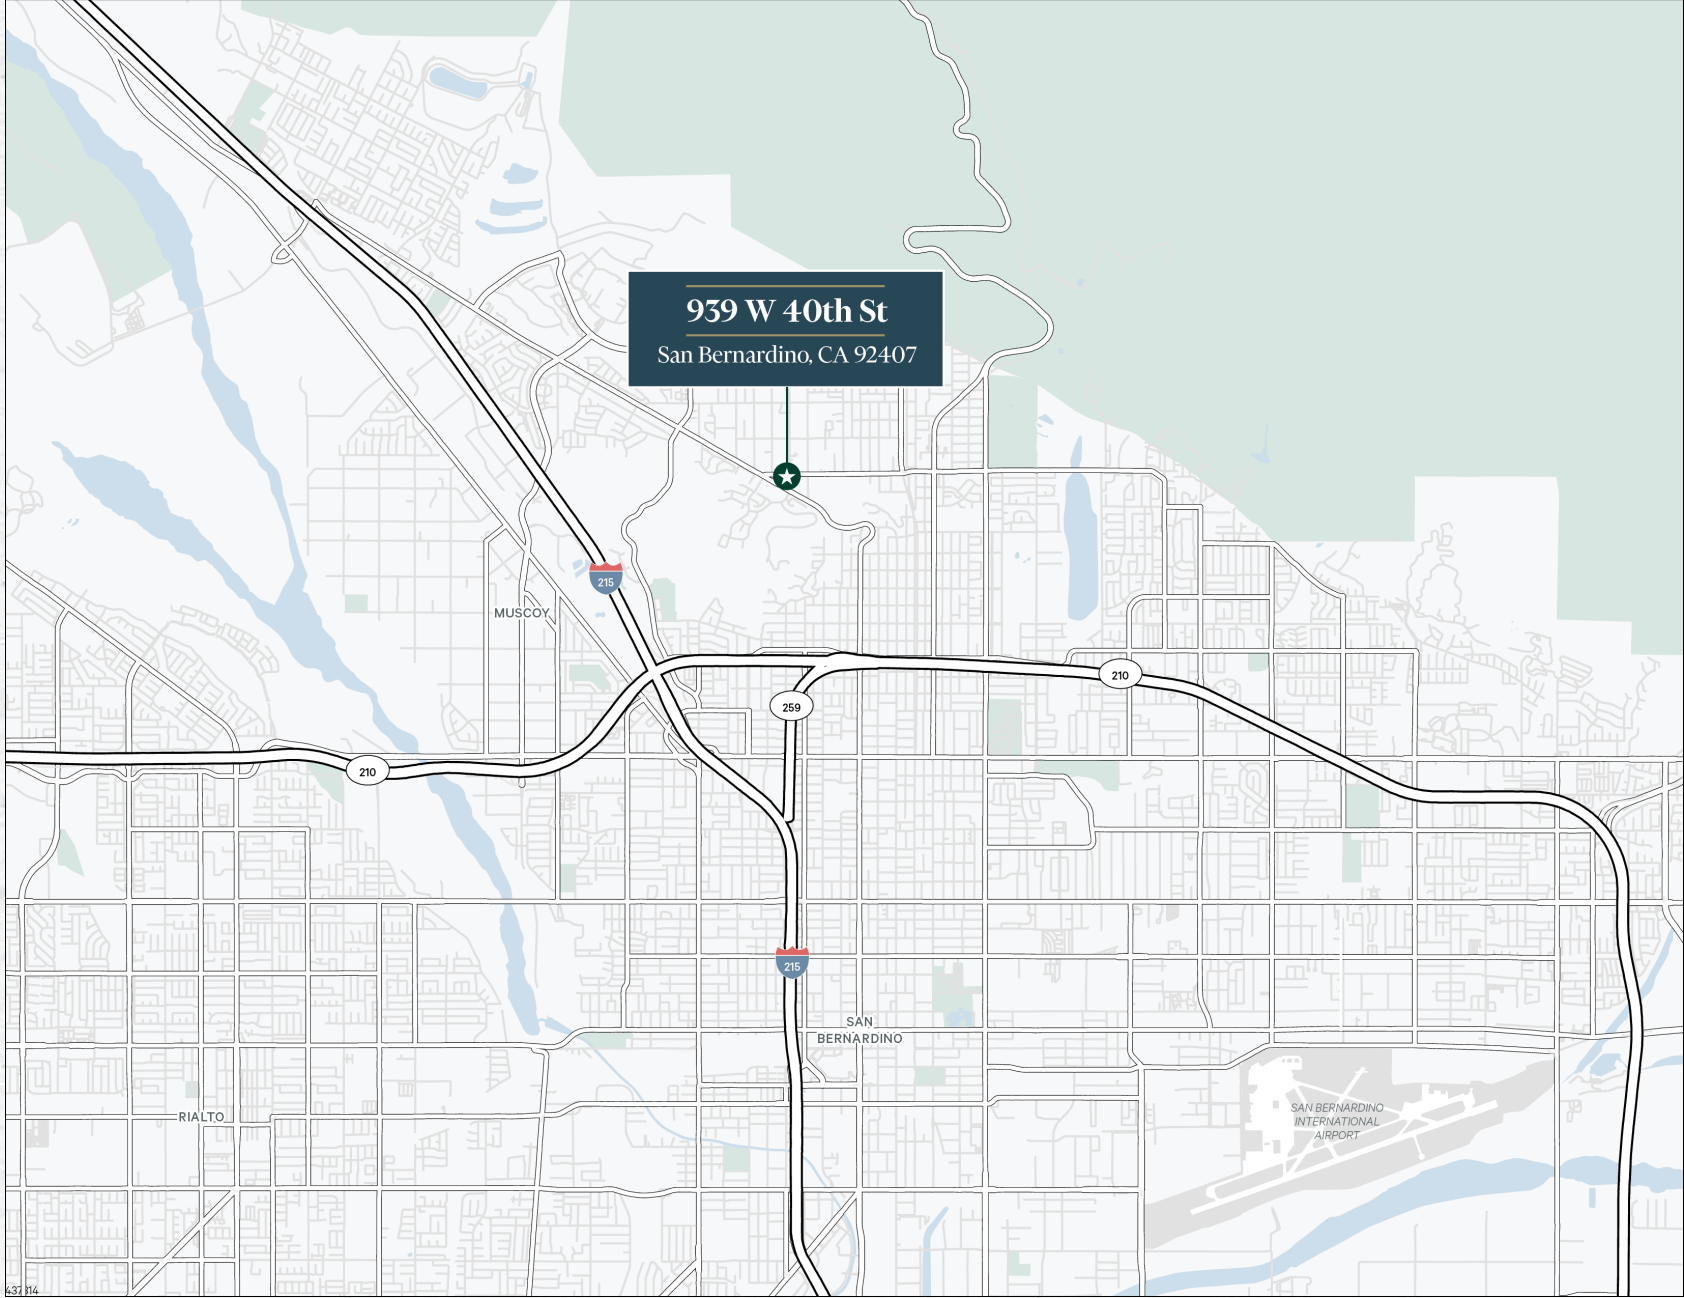 939 W 40th St
San Bernardino, CA 92407
215
MUSCOY
210
259
210
215
SAN
BERNARDINO
RIALTO
SAN BERNARDINO
INTERNATIONAL
AIRPORT